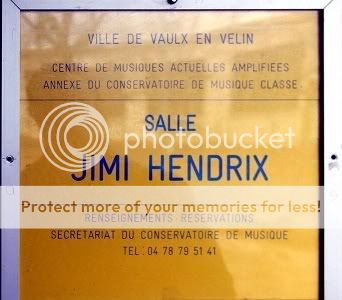 VILLE DE VAULX EN VELIN
CENTRE DE MUSIQUES ACTUELLES AMPLIFIEES
ANNEXE DU CONSERVATOIRE DE MUSIQUE CLASSE
SALLE
photobucket
JIMI HENDRIX
Protect more of your memories for less!
RENSEIGNEMENTS RESERVATIONS
SECRETARIAT DU CONSERVATOIRE DE MUSIQUE
TEL: 04 78 79 51 41